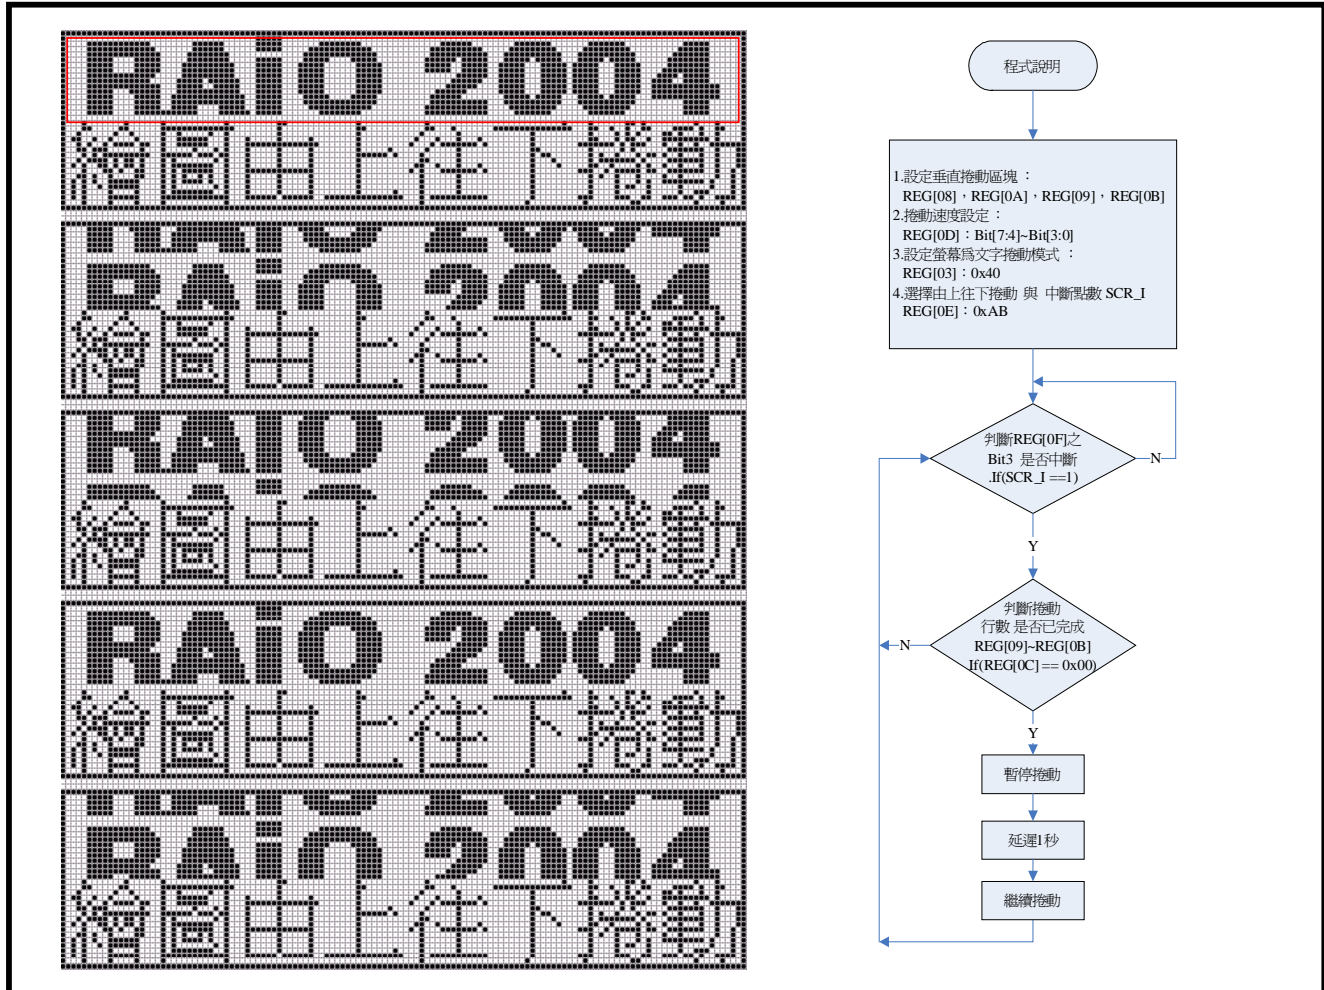 RAiO 2004
繪圖由上往下捲動
RAiO 2004
繪圖由上往下捲動
RAiO 2004
繪圖由上往下捲動
RAiO 2004
繪圖由上往下捲動
RAiO 2004
RAiO 2004
繪圖由上往下捲動
程式說明
1.設定垂直捲動區塊：
REG[08]，REG[0A]，REG[09]，REG[0B]
2.捲動速度設定：
REG[0D]：Bit[7:4]~Bit[3:0]
3.設定螢幕為文字捲動模式 ：
REG[03]：0x40
4.選擇由上往下捲動 與 中斷點數 SCR_I
REG[0E]：0xAB
判斷REG[0F]之
Bit3 是否中斷
.If(SCR_I ==1)
N
Y
判斷捲動
行數 是否已完成
REG[09]~REG[0B]
If(REG[0C] == 0x00)
N
Y
暫停捲動
延遲1秒
繼續捲動